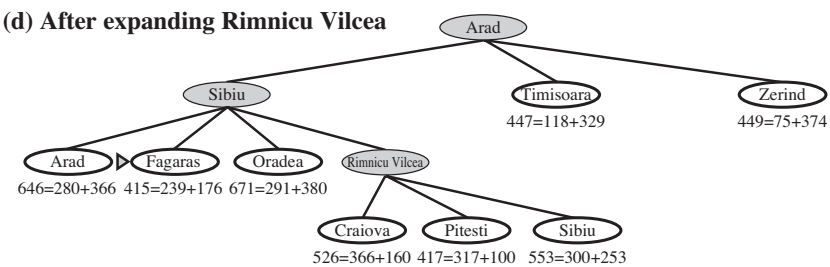 (d) After expanding Rimnicu Vilcea
Arad
Sibiu
Timisoara
Zerind
447=118+329
449=75+374
Arad
Fagaras
Oradea
Rimnicu Vilcea
646=280+366
415=239+176
671=291+380
Craiova
Pitesti
Sibiu
526=366+160
417=317+100
553=300+253